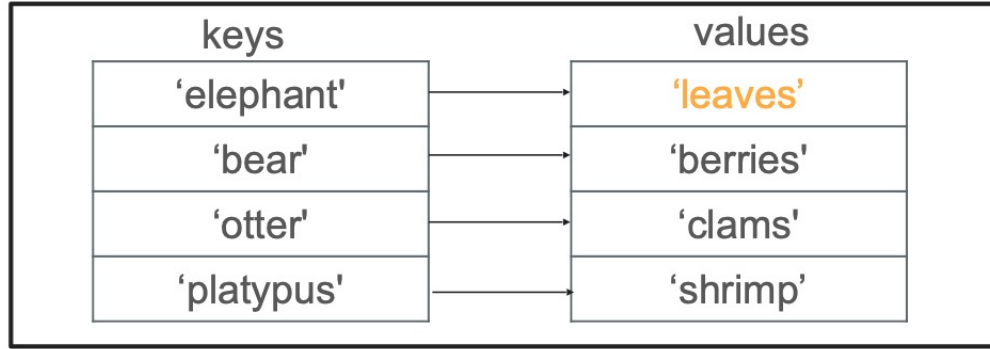 keys values
‘elephant' ‘leaves’
‘bear' ‘berries'
‘otter' ‘clams'
‘platypus' ‘shrimp’